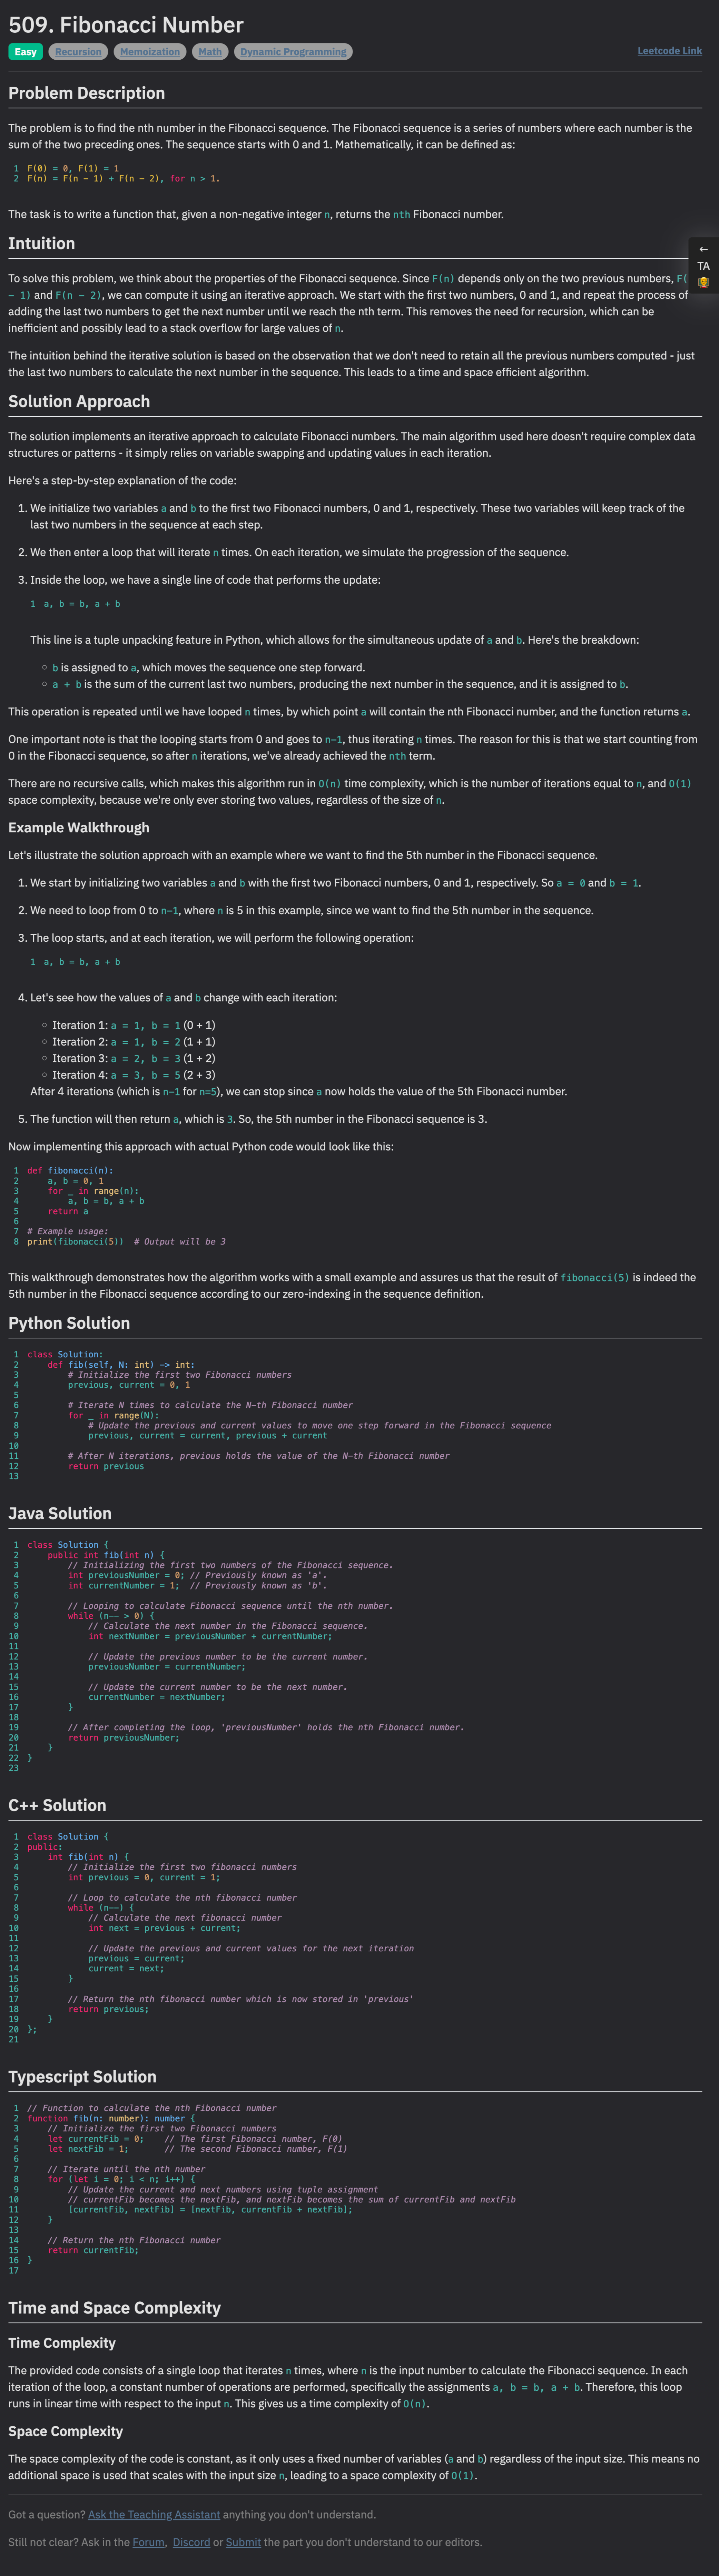 509. Fibonacci Number
Easy Recursion Memoization Math Dynamic Programming Leetcode Link
Problem Description
The problem is to find the nth number in the Fibonacci sequence. The Fibonacci sequence is a series of numbers where each number is the
sum of the two preceding ones. The sequence starts with 0 and 1. Mathematically, it can be defined as:
1 F(0) = 0, F(1) = 1
2 F(n) = F(n − 1) + F(n − 2), for n > 1.
The task is to write a function that, given a non-negative integer n, returns the nth Fibonacci number.
←
TA
Intuition
To solve this problem, we think about the properties of the Fibonacci sequence. Since F(n) depends only on the two previous numbers, F(
− 1) and F(n − 2), we can compute it using an iterative approach. We start with the first two numbers, 0 and 1, and repeat the process of
adding the last two numbers to get the next number until we reach the nth term. This removes the need for recursion, which can be
inefficient and possibly lead to a stack overflow for large values of n.
The intuition behind the iterative solution is based on the observation that we don't need to retain all the previous numbers computed - just
the last two numbers to calculate the next number in the sequence. This leads to a time and space efficient algorithm.
Solution Approach
The solution implements an iterative approach to calculate Fibonacci numbers. The main algorithm used here doesn't require complex data
structures or patterns - it simply relies on variable swapping and updating values in each iteration.
Here's a step-by-step explanation of the code:
1. We initialize two variables a and b to the first two Fibonacci numbers, 0 and 1, respectively. These two variables will keep track of the
last two numbers in the sequence at each step.
2. We then enter a loop that will iterate n times. On each iteration, we simulate the progression of the sequence.
3. Inside the loop, we have a single line of code that performs the update:
1 a, b = b, a + b
This line is a tuple unpacking feature in Python, which allows for the simultaneous update of a and b. Here's the breakdown:
○ b is assigned to a, which moves the sequence one step forward.
○ a + b is the sum of the current last two numbers, producing the next number in the sequence, and it is assigned to b.
This operation is repeated until we have looped n times, by which point a will contain the nth Fibonacci number, and the function returns a.
One important note is that the looping starts from 0 and goes to n−1, thus iterating n times. The reason for this is that we start counting from
0 in the Fibonacci sequence, so after n iterations, we've already achieved the nth term.
There are no recursive calls, which makes this algorithm run in O(n) time complexity, which is the number of iterations equal to n, and O(1)
space complexity, because we're only ever storing two values, regardless of the size of n.
Example Walkthrough
Let's illustrate the solution approach with an example where we want to find the 5th number in the Fibonacci sequence.
1. We start by initializing two variables a and b with the first two Fibonacci numbers, 0 and 1, respectively. So a = 0 and b = 1.
2. We need to loop from 0 to n−1, where n is 5 in this example, since we want to find the 5th number in the sequence.
3. The loop starts, and at each iteration, we will perform the following operation:
1 a, b = b, a + b
4. Let's see how the values of a and b change with each iteration:
○ Iteration 1: a = 1, b = 1 (0 + 1)
○ Iteration 2: a = 1, b = 2 (1 + 1)
○ Iteration 3: a = 2, b = 3 (1 + 2)
○ Iteration 4: a = 3, b = 5 (2 + 3)
After 4 iterations (which is n−1 for n=5), we can stop since a now holds the value of the 5th Fibonacci number.
5. The function will then return a, which is 3. So, the 5th number in the Fibonacci sequence is 3.
Now implementing this approach with actual Python code would look like this:
1 def fibonacci(n):
2     a, b = 0, 1
3     for _ in range(n):
4         a, b = b, a + b
5     return a
6
7 # Example usage:
8 print(fibonacci(5))  # Output will be 3
This walkthrough demonstrates how the algorithm works with a small example and assures us that the result of fibonacci(5) is indeed the
5th number in the Fibonacci sequence according to our zero-indexing in the sequence definition.
Python Solution
1 class Solution:
2     def fib(self, N: int) −> int:
3         # Initialize the first two Fibonacci numbers
4         previous, current = 0, 1
5
6         # Iterate N times to calculate the N−th Fibonacci number
7         for _ in range(N):
8             # Update the previous and current values to move one step forward in the Fibonacci sequence
9             previous, current = current, previous + current
10
11         # After N iterations, previous holds the value of the N−th Fibonacci number
12         return previous
13
Java Solution
1 class Solution {
2     public int fib(int n) {
3         // Initializing the first two numbers of the Fibonacci sequence.
4         int previousNumber = 0; // Previously known as 'a'.
5         int currentNumber = 1;  // Previously known as 'b'.
6
7         // Looping to calculate Fibonacci sequence until the nth number.
8         while (n−− > 0) {
9             // Calculate the next number in the Fibonacci sequence.
10             int nextNumber = previousNumber + currentNumber;
11
12             // Update the previous number to be the current number.
13             previousNumber = currentNumber;
14
15             // Update the current number to be the next number.
16             currentNumber = nextNumber;
17         }
18
19         // After completing the loop, 'previousNumber' holds the nth Fibonacci number.
20         return previousNumber;
21     }
22 }
23
C++ Solution
1 class Solution {
2 public:
3     int fib(int n) {
4         // Initialize the first two fibonacci numbers
5         int previous = 0, current = 1;
6
7         // Loop to calculate the nth fibonacci number
8         while (n−−) {
9             // Calculate the next fibonacci number
10             int next = previous + current;
11
12             // Update the previous and current values for the next iteration
13             previous = current;
14             current = next;
15         }
16
17         // Return the nth fibonacci number which is now stored in 'previous'
18         return previous;
19     }
20 };
21
Typescript Solution
1 // Function to calculate the nth Fibonacci number
2 function fib(n: number): number {
3     // Initialize the first two Fibonacci numbers
4     let currentFib = 0;    // The first Fibonacci number, F(0)
5     let nextFib = 1;       // The second Fibonacci number, F(1)
6
7     // Iterate until the nth number
8     for (let i = 0; i < n; i++) {
9         // Update the current and next numbers using tuple assignment
10         // currentFib becomes the nextFib, and nextFib becomes the sum of currentFib and nextFib
11         [currentFib, nextFib] = [nextFib, currentFib + nextFib];
12     }
13
14     // Return the nth Fibonacci number
15     return currentFib;
16 }
17
Time and Space Complexity
Time Complexity
The provided code consists of a single loop that iterates n times, where n is the input number to calculate the Fibonacci sequence. In each
iteration of the loop, a constant number of operations are performed, specifically the assignments a, b = b, a + b. Therefore, this loop
runs in linear time with respect to the input n. This gives us a time complexity of O(n).
Space Complexity
The space complexity of the code is constant, as it only uses a fixed number of variables (a and b) regardless of the input size. This means no
additional space is used that scales with the input size n, leading to a space complexity of O(1).
Got a question? Ask the Teaching Assistant anything you don't understand.
Still not clear? Ask in the Forum, Discord or Submit the part you don't understand to our editors.